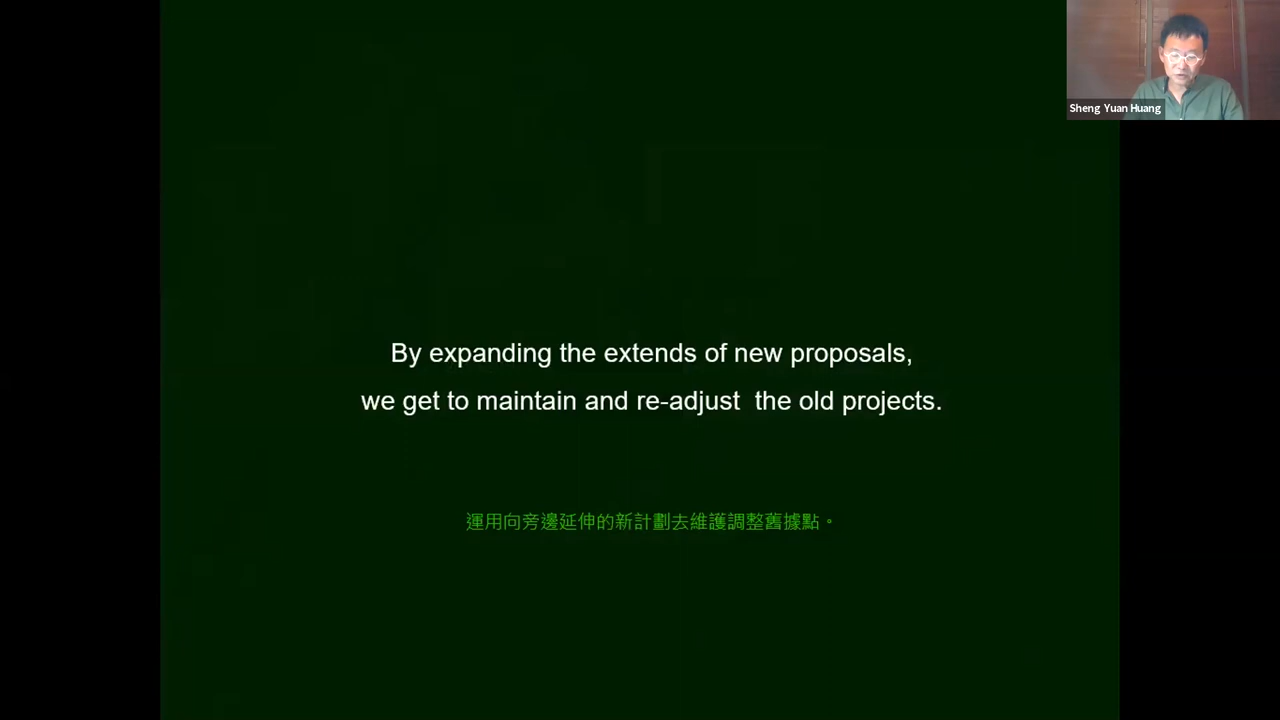 Sheng Yuan Huang
By expanding the extends of new proposals,
we get to maintain and re-adjust  the old projects.
運用向旁邊延伸的新計劃去維護調整舊據點。